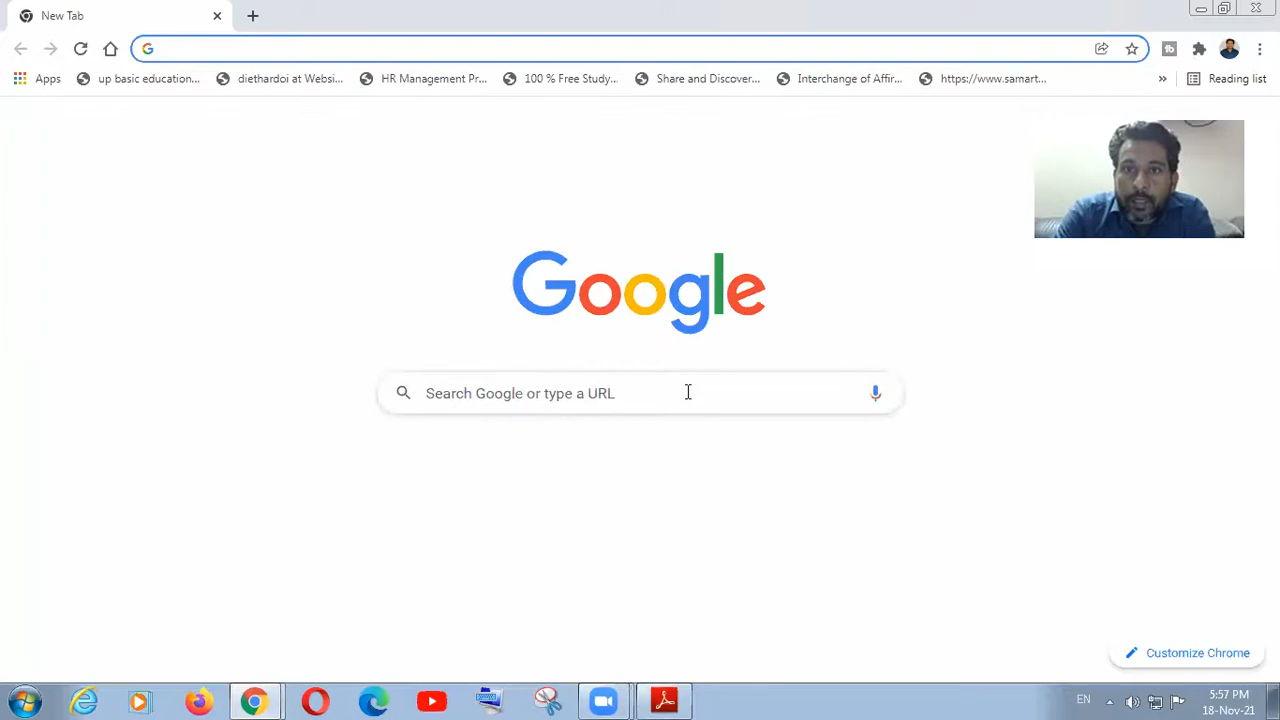 New Tab
up basic education...
diethardoi at Websi...
HR Management Pr...
100 % Free Study...
Share and Discover...
Interchange of Affir...
https://www.samart...
»
Reading list
Apps
Google
Search Google or type a URL
Customize Chrome
EN
5:57 PM
18-Nov-21